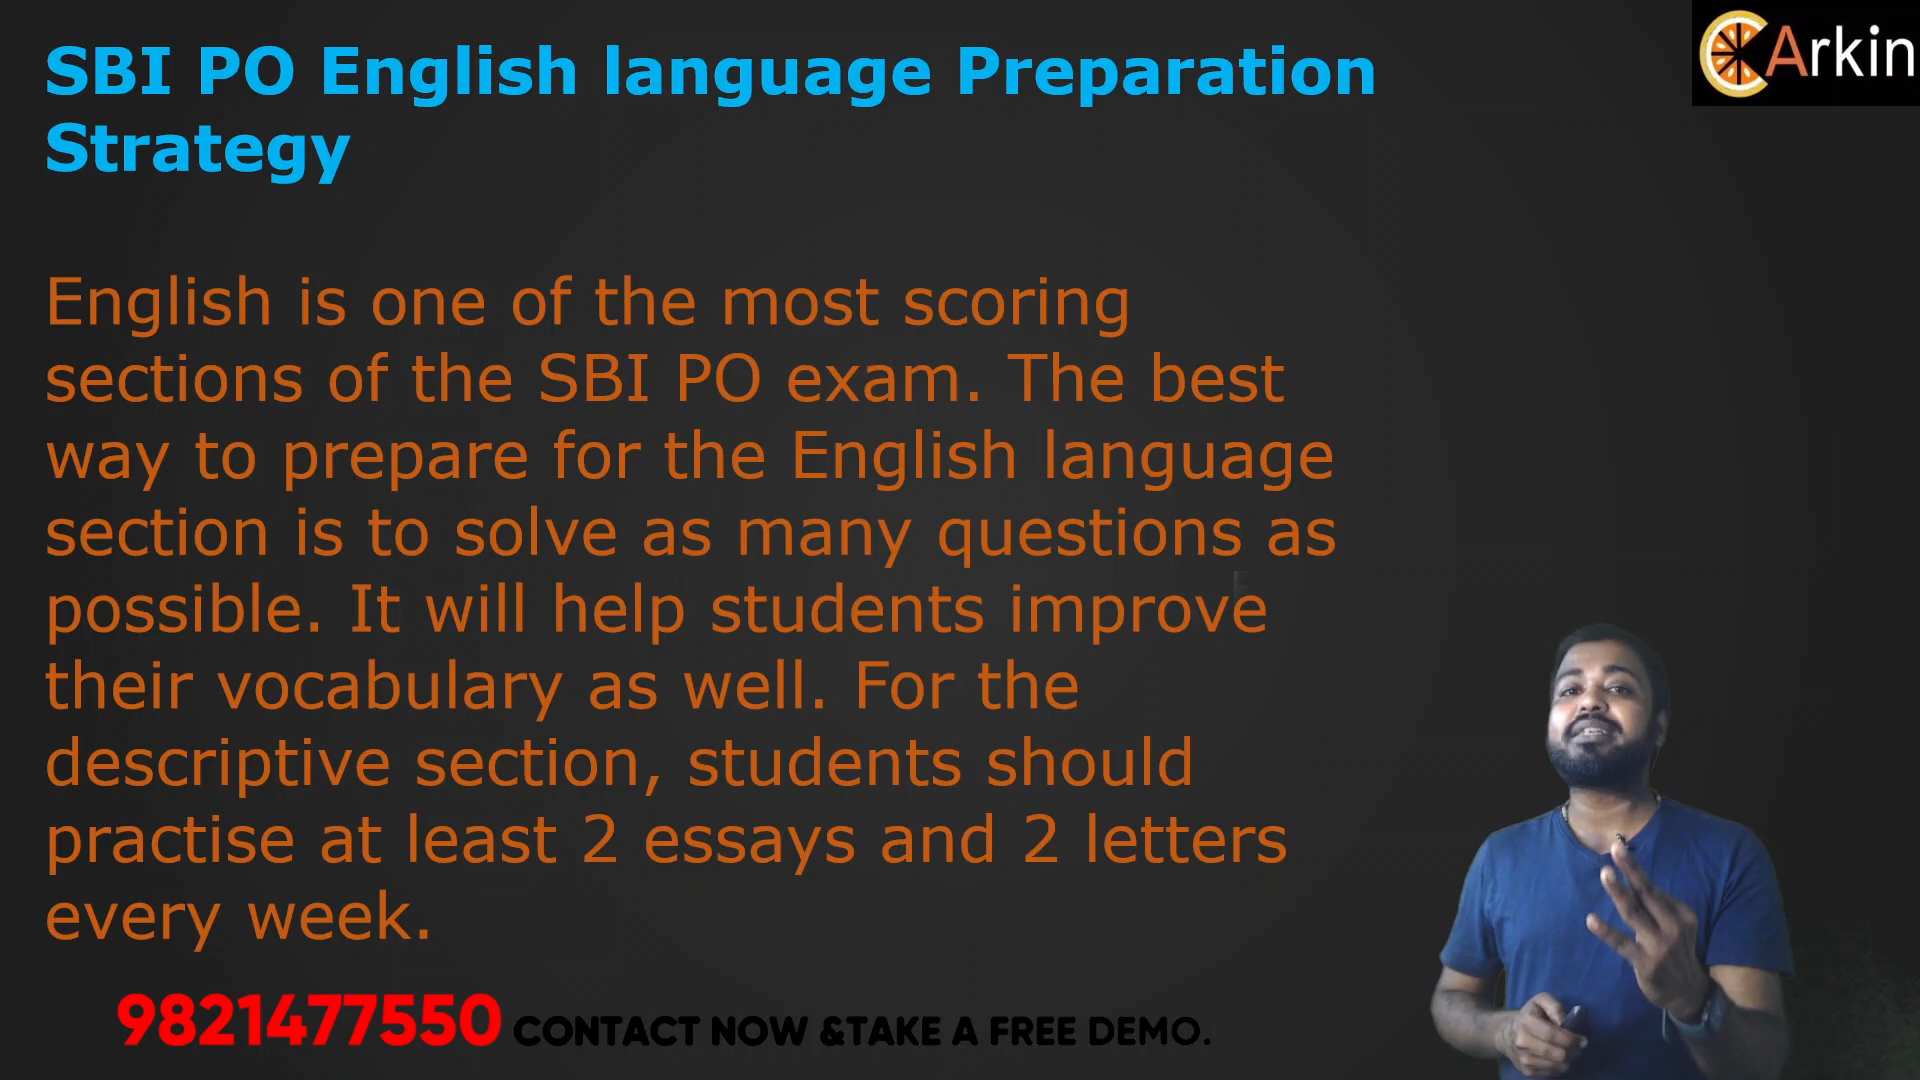 SBI PO English language Preparation
Strategy
Arkin
English is one of the most scoring
sections of the SBI PO exam. The best
way to prepare for the English language
section is to solve as many questions as
possible. It will help students improve
their vocabulary as well. For the
descriptive section, students should
practise at least 2 essays and 2 letters
every week.
9821477550 CONTACT NOW &TAKE A FREE DEMO.